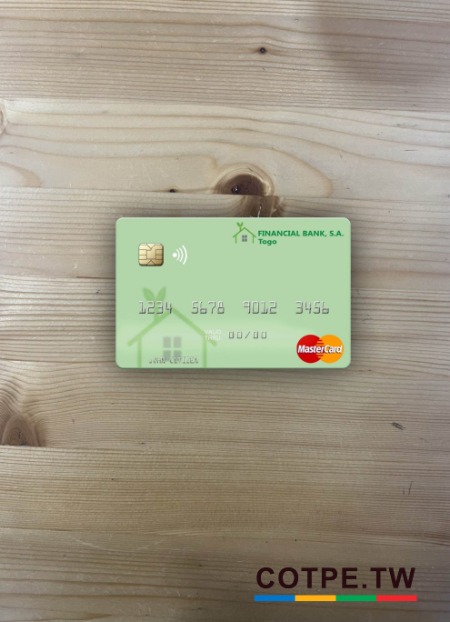 FINANCIAL BANK, S.A.
Togo
1234 5678 9012 3456
00/00
MasterCard
COTPE.TW